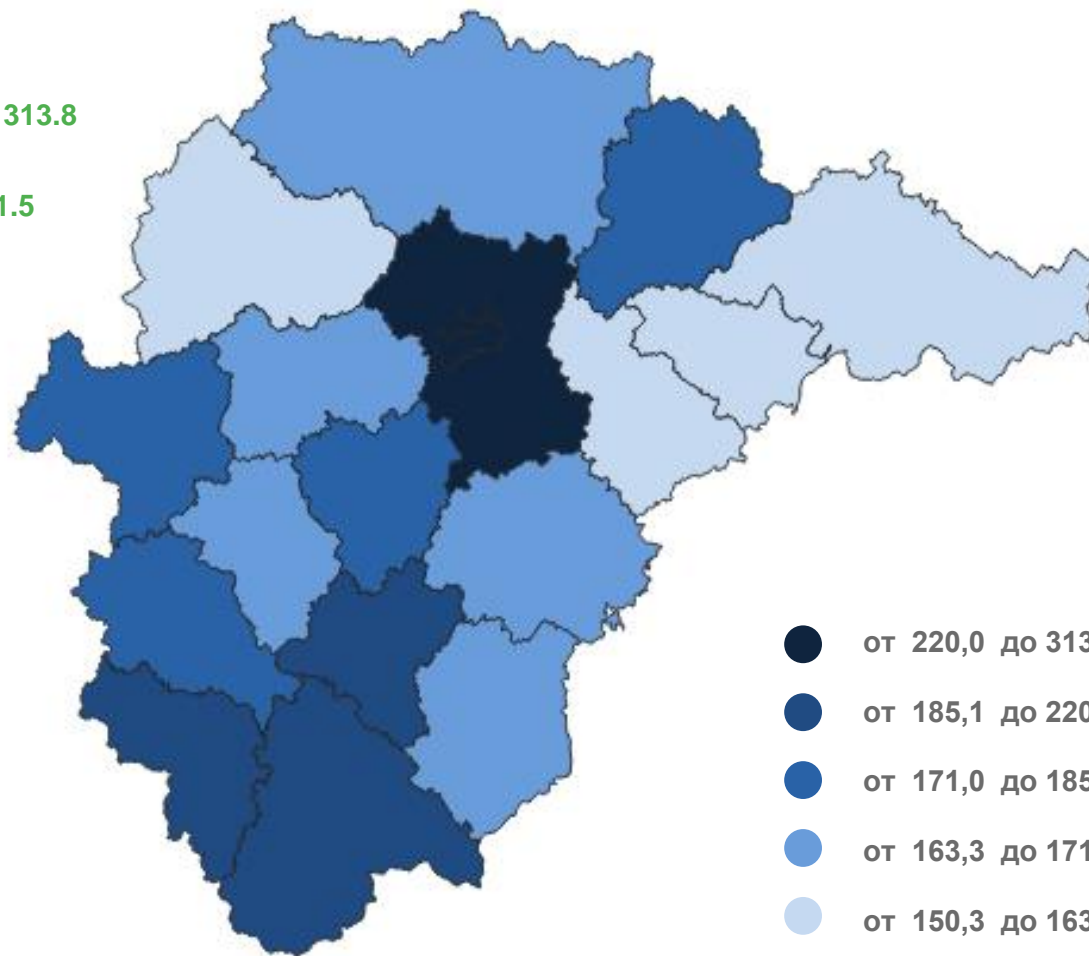 313.8
1.5
от 220,0 до 313
от 185,1 до 220
от 171,0 до 185
от 163,3 до 171
от 150,3 до 163